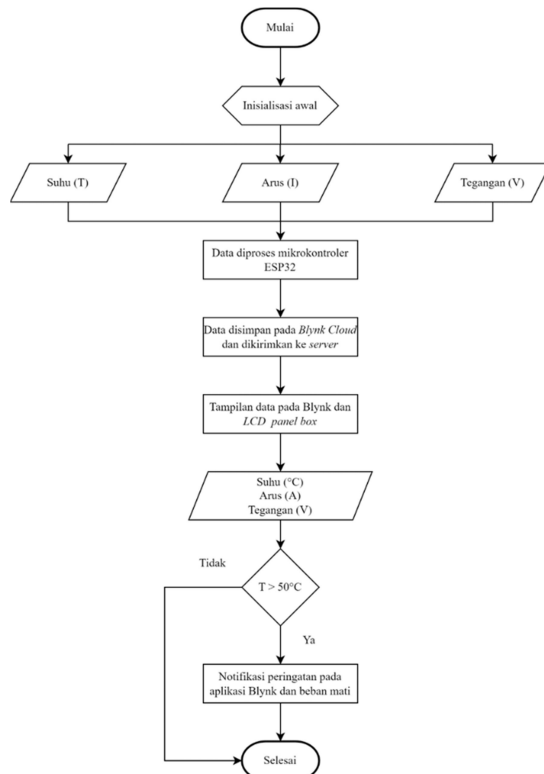 Mulai
Inisialisasi awal
Suhu (T)
Arus (I)
Tegangan (V)
Data diproses mikrokontroler
ESP32
Data disimpan pada Blynk Cloud
dan dikirimkan ke server
Tampilan data pada Blynk dan
LCD panel box
Suhu (°C)
Arus (A)
Tegangan (V)
Tidak
T > 50°C
Ya
Notifikasi peringatan pada
aplikasi Blynk dan beban mati
Selesai